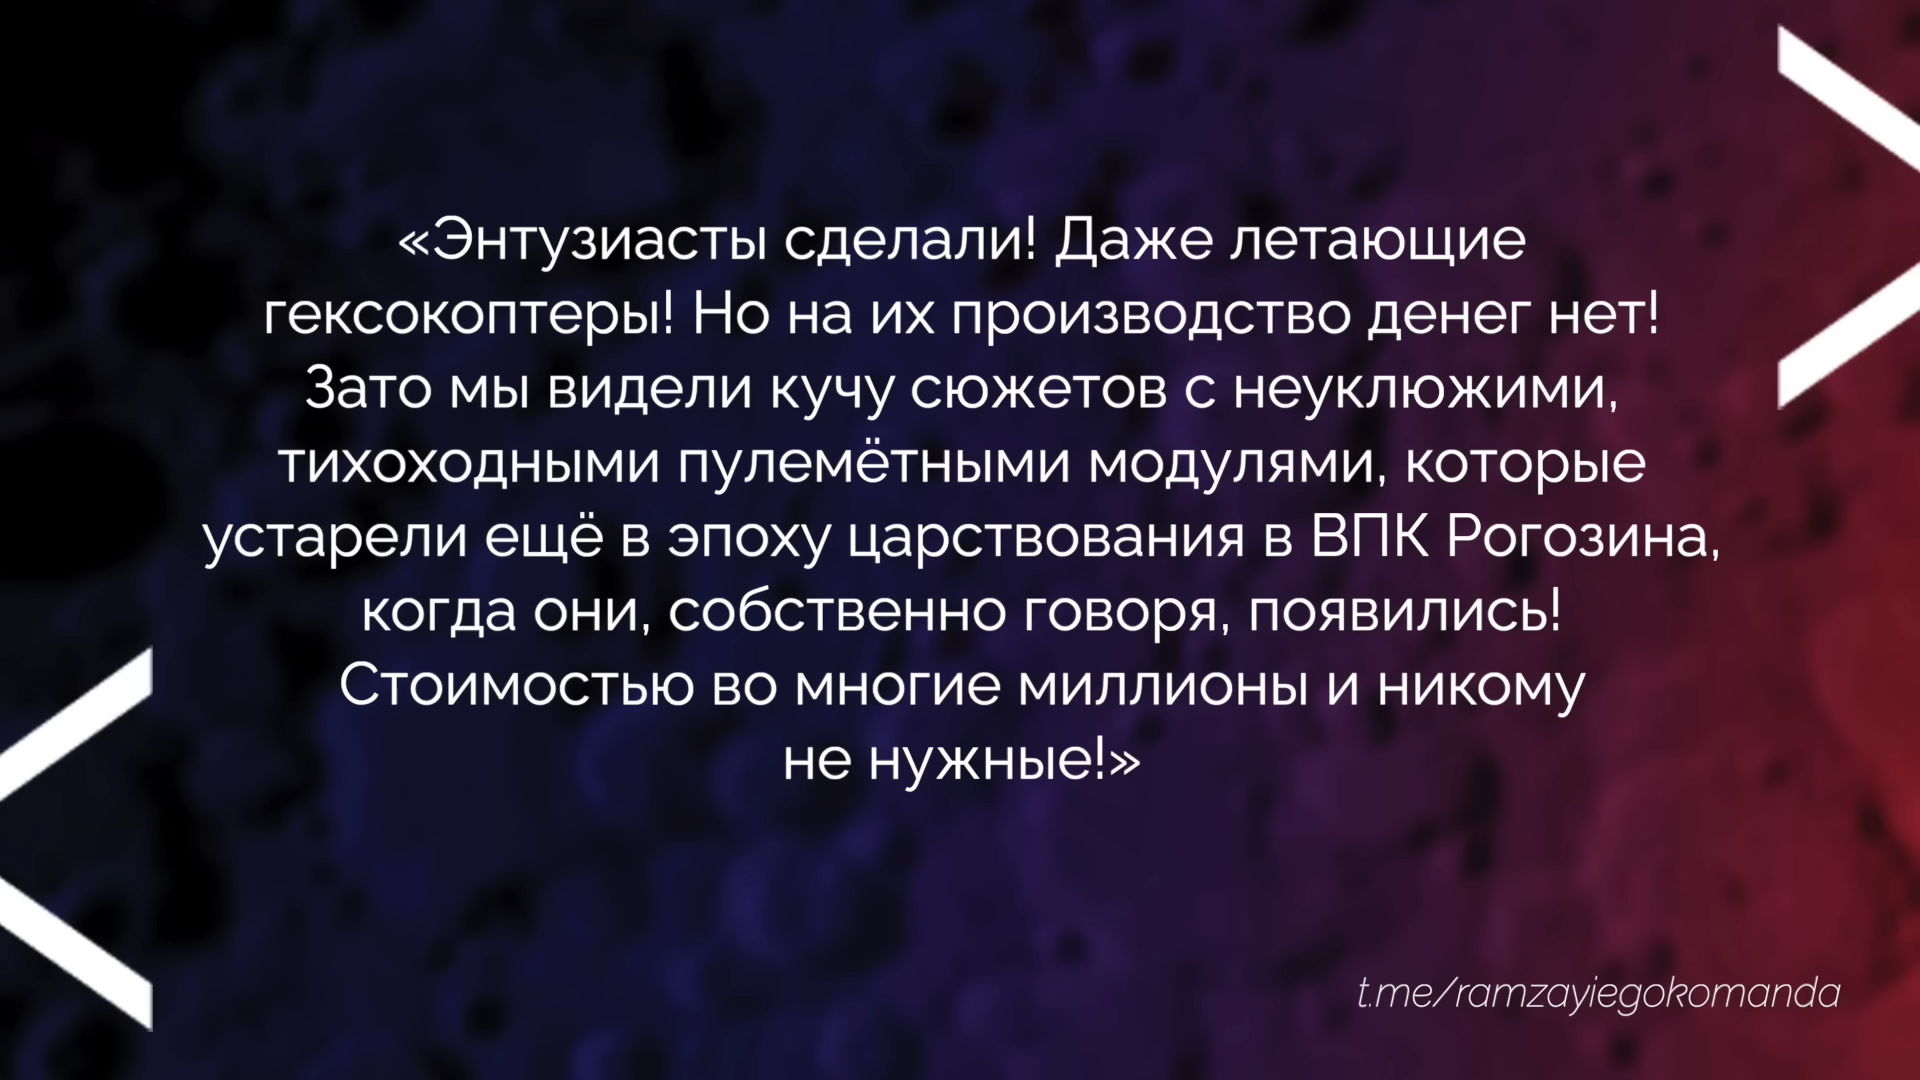 «Энтузиасты сделали! Даже летающие
гексокоптеры! Но на их производство денег нет!
Зато мы видели кучу сюжетов с неуклюжими,
тихоходными пулемётными модулями, которые
устарели ещё в эпоху царствования в ВПК Рогозина,
когда они, собственно говоря, появились!
Стоимостью во многие миллионы и никому
не нужные!»
t.me/ramzayiegokomanda